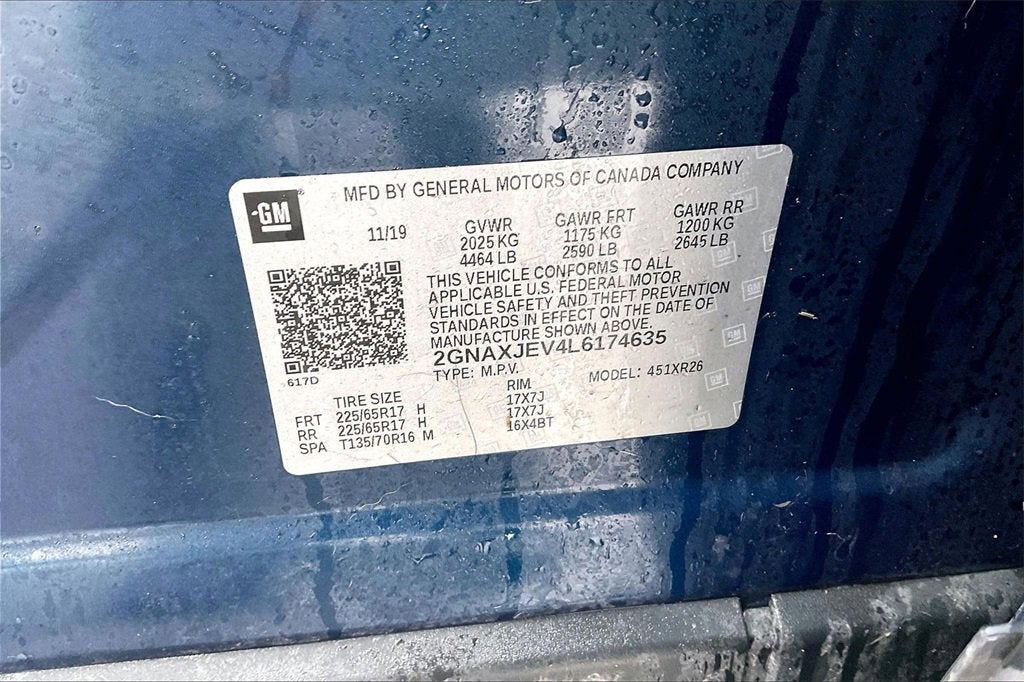 MFD BY GENERAL MOTORS OF CANADA COMPANY
GM ®
11/19 GVWR GAWR FRT GAWR RR
2025 KG 1175 KG 1200 KG
4464 LB 2590 LB 2645 LB
THIS VEHICLE CONFORMS TO ALL
APPLICABLE U.S. FEDERAL MOTOR
VEHICLE SAFETY AND THEFT PREVENTION
STANDARDS IN EFFECT ON THE DATE OF
MANUFACTURE SHOWN ABOVE.
2GNAXJEV4L6174635
617D
TYPE: M.P.V. MODEL: 451XR26
TIRE SIZE RIM
FRT 225/65R17 H 17X7J
RR 225/65R17 H 17X7J
SPA T135/70R16 M 16X4BT